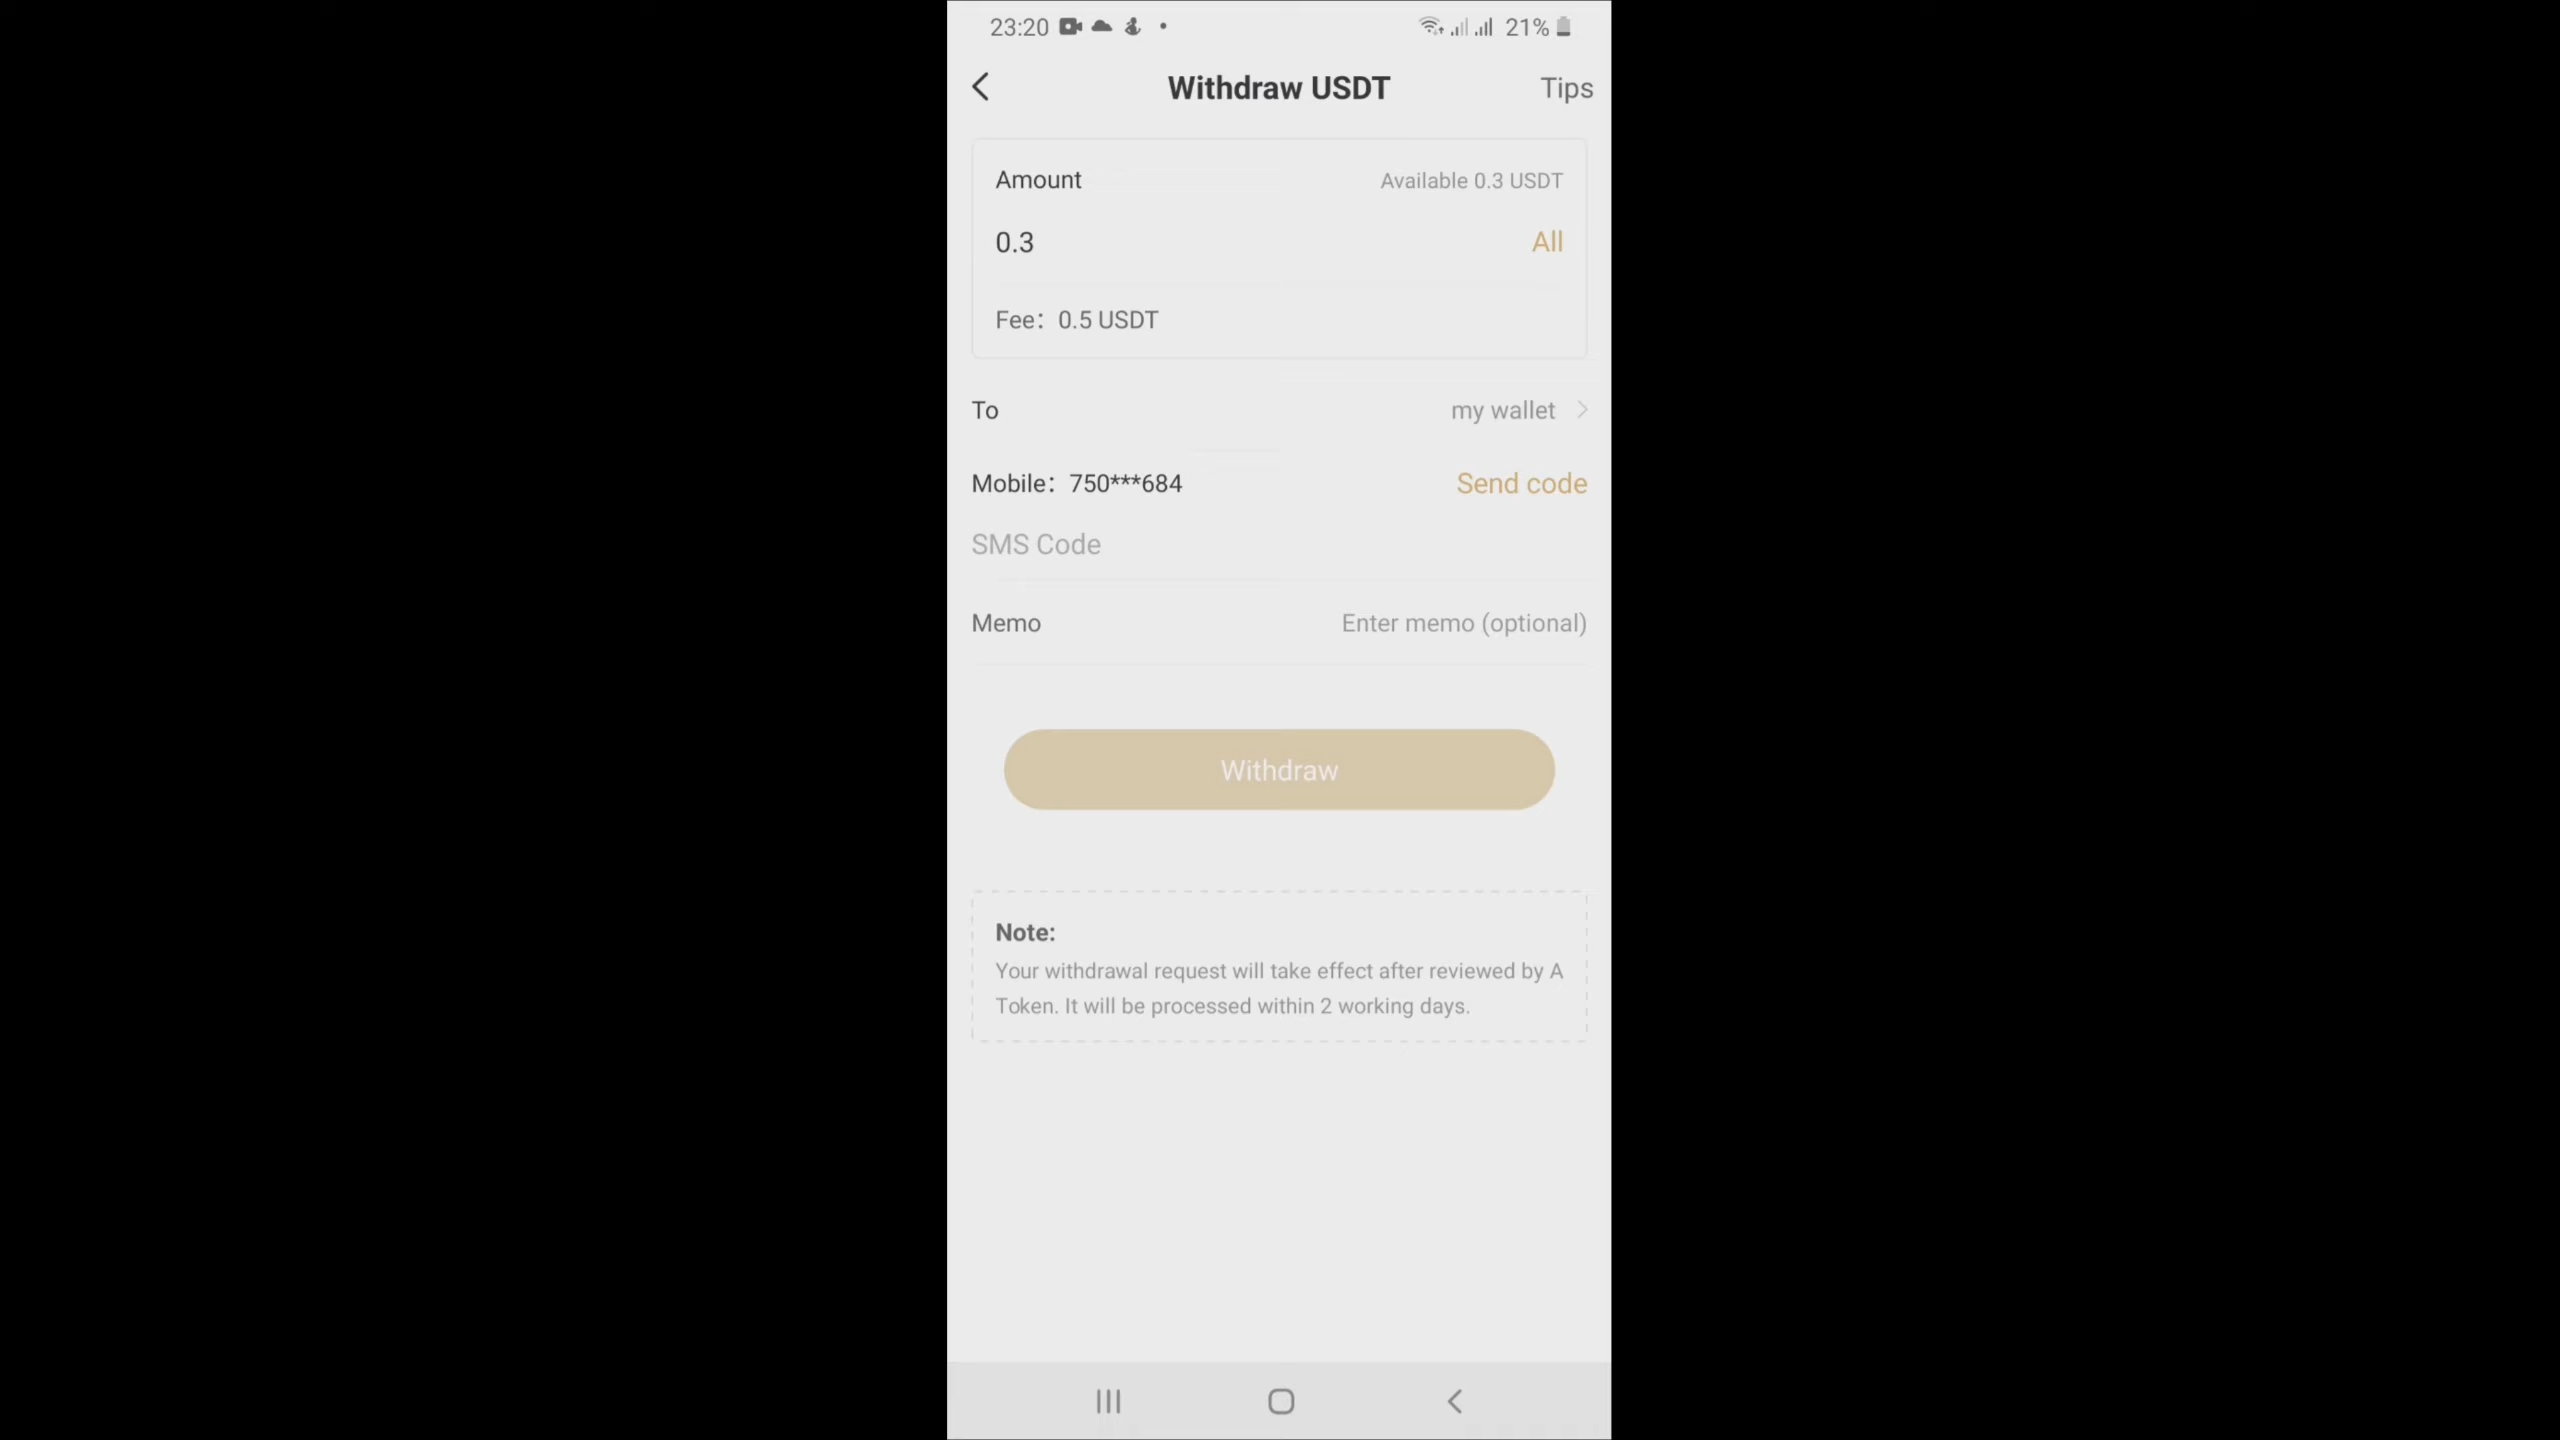 23:20 21%
Withdraw USDT Tips
Amount Available 0.3 USDT
0.3 All
Fee: 0.5 USDT
To my wallet
Mobile: 750***684 Send code
SMS Code
Memo Enter memo (optional)
Withdraw
Note:
Your withdrawal request will take effect after reviewed by A
Token. It will be processed within 2 working days.